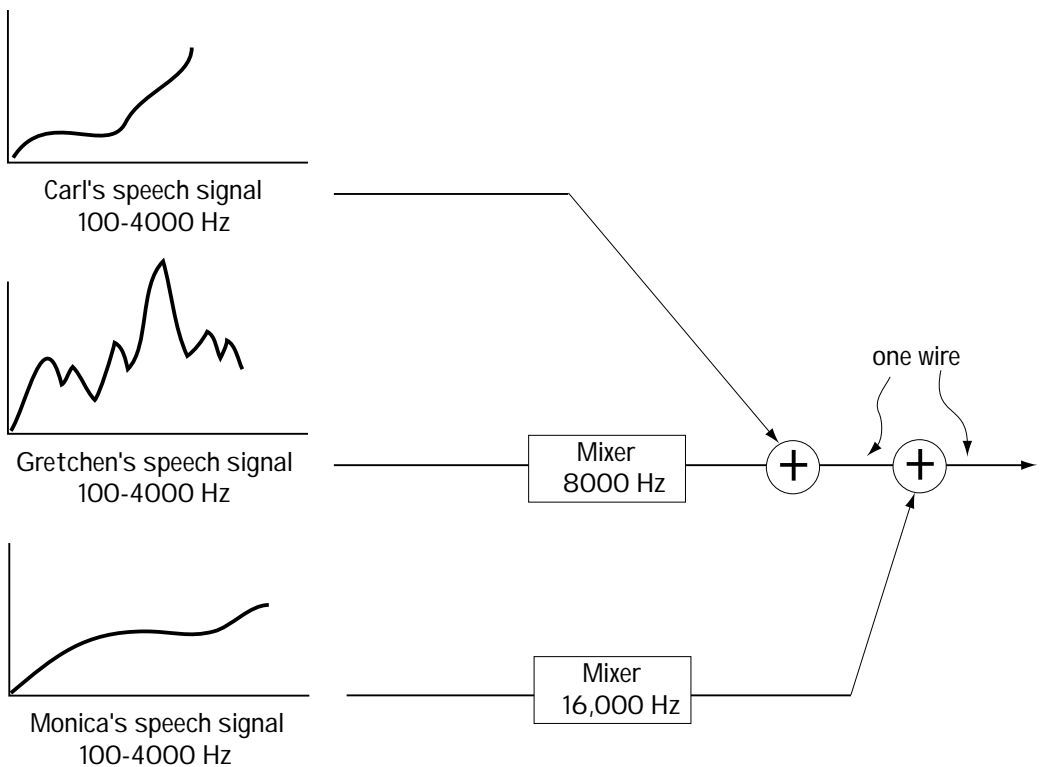 Carl's speech signal
100-4000 Hz
Gretchen's speech signal
100-4000 Hz
Mixer
8000 Hz
+
one wire
+
Monica's speech signal
100-4000 Hz
Mixer
16,000 Hz